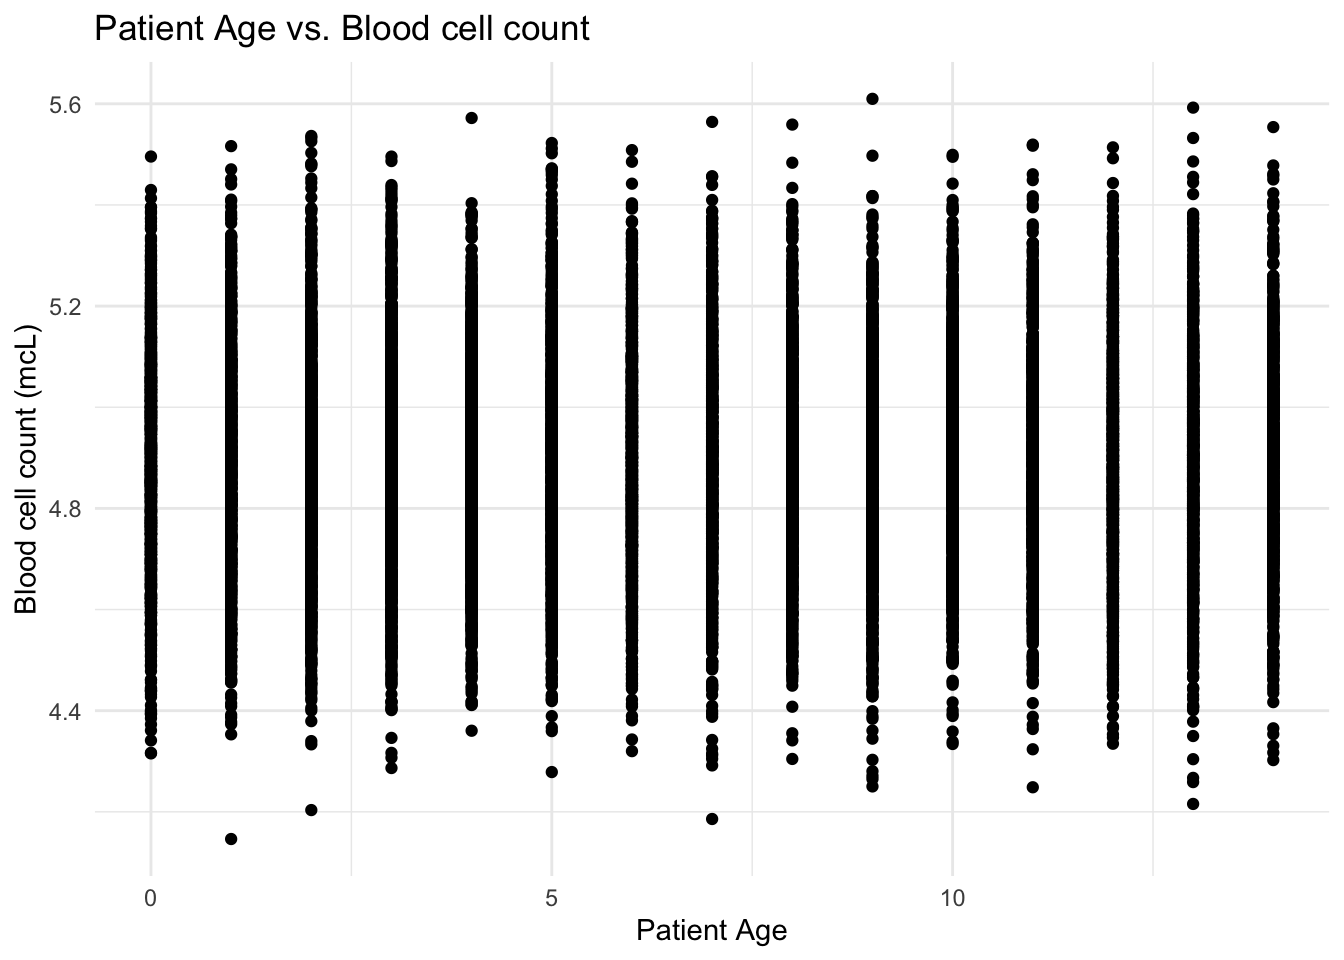 Patient Age vs. Blood cell count
5.6
5.2
4.8
4.4
Blood cell count (mcL)
0 5 10
Patient Age